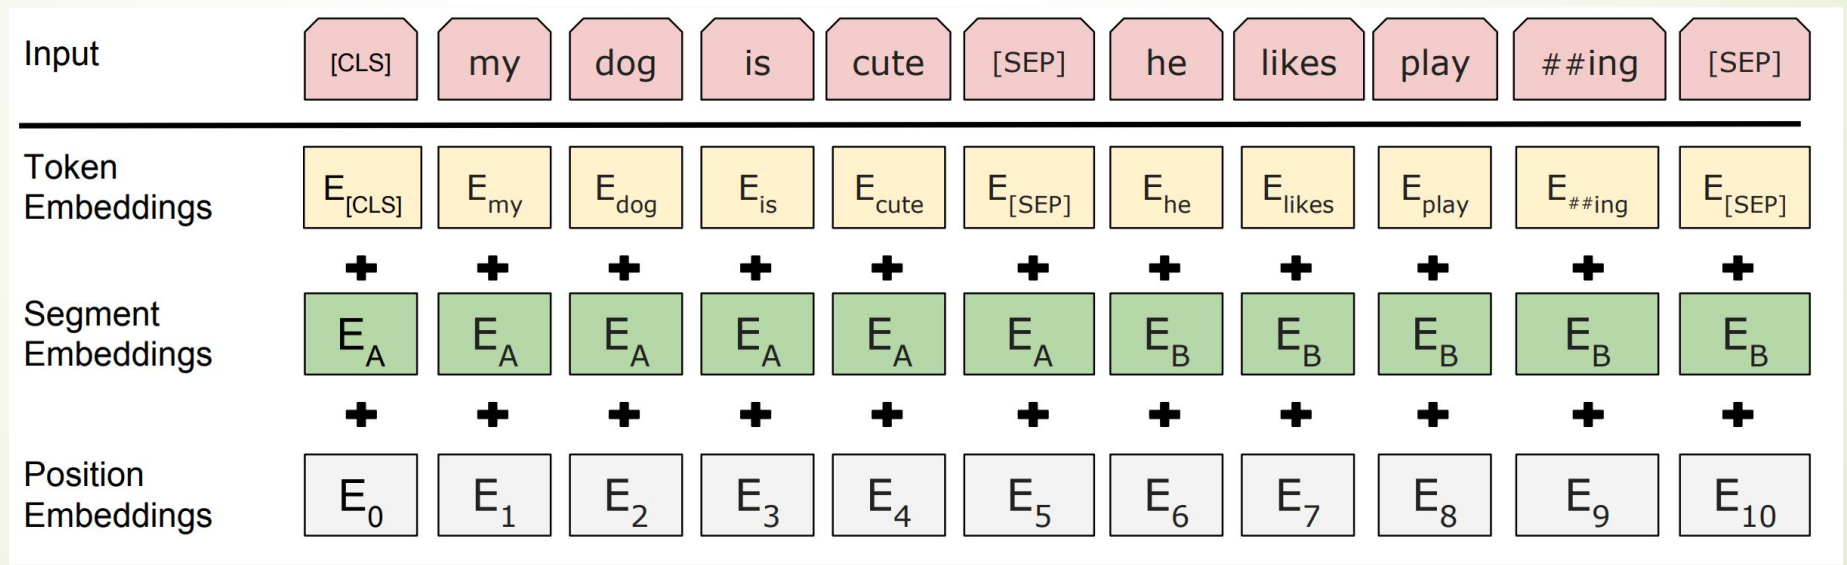 Input [CLS] my dog is cute [SEP] he likes play ##ing [SEP]
Token
Embeddings
E[CLS] Emy Edog Eis Ecute E[SEP] Ehe Elikes Eplay E##ing E[SEP]
+ + + + + + + + + + +
Segment
Embeddings
EA EA EA EA EA EA EB EB EB EB EB
+ + + + + + + + + + +
Position
Embeddings
E0 E1 E2 E3 E4 E5 E6 E7 E8 E9 E10